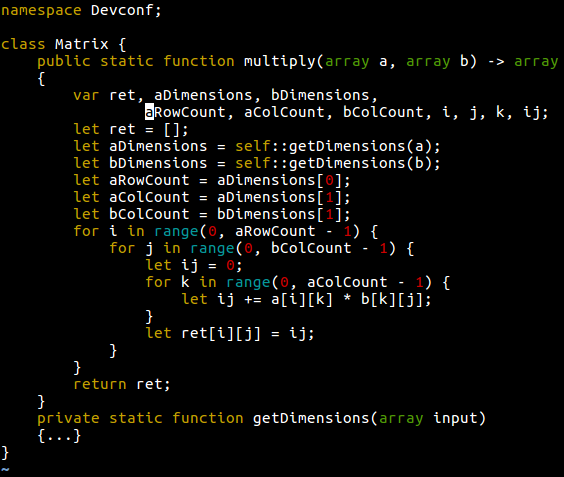 namespace Devconf;

class Matrix {
    public static function multiply(array a, array b) -> array
    {
        var ret, aDimensions, bDimensions,
                aRowCount, aColCount, bColCount, i, j, k, ij;
        let ret = [];
        let aDimensions = self::getDimensions(a);
        let bDimensions = self::getDimensions(b);
        let aRowCount = aDimensions[0];
        let aColCount = aDimensions[1];
        let bColCount = bDimensions[1];
        for i in range(0, aRowCount - 1) {
            for j in range(0, bColCount - 1) {
                let ij = 0;
                for k in range(0, aColCount - 1) {
                    let ij += a[i][k] * b[k][j];
                }
                let ret[i][j] = ij;
            }
        }
        return ret;
    }
    private static function getDimensions(array input)
    {...}
}
~